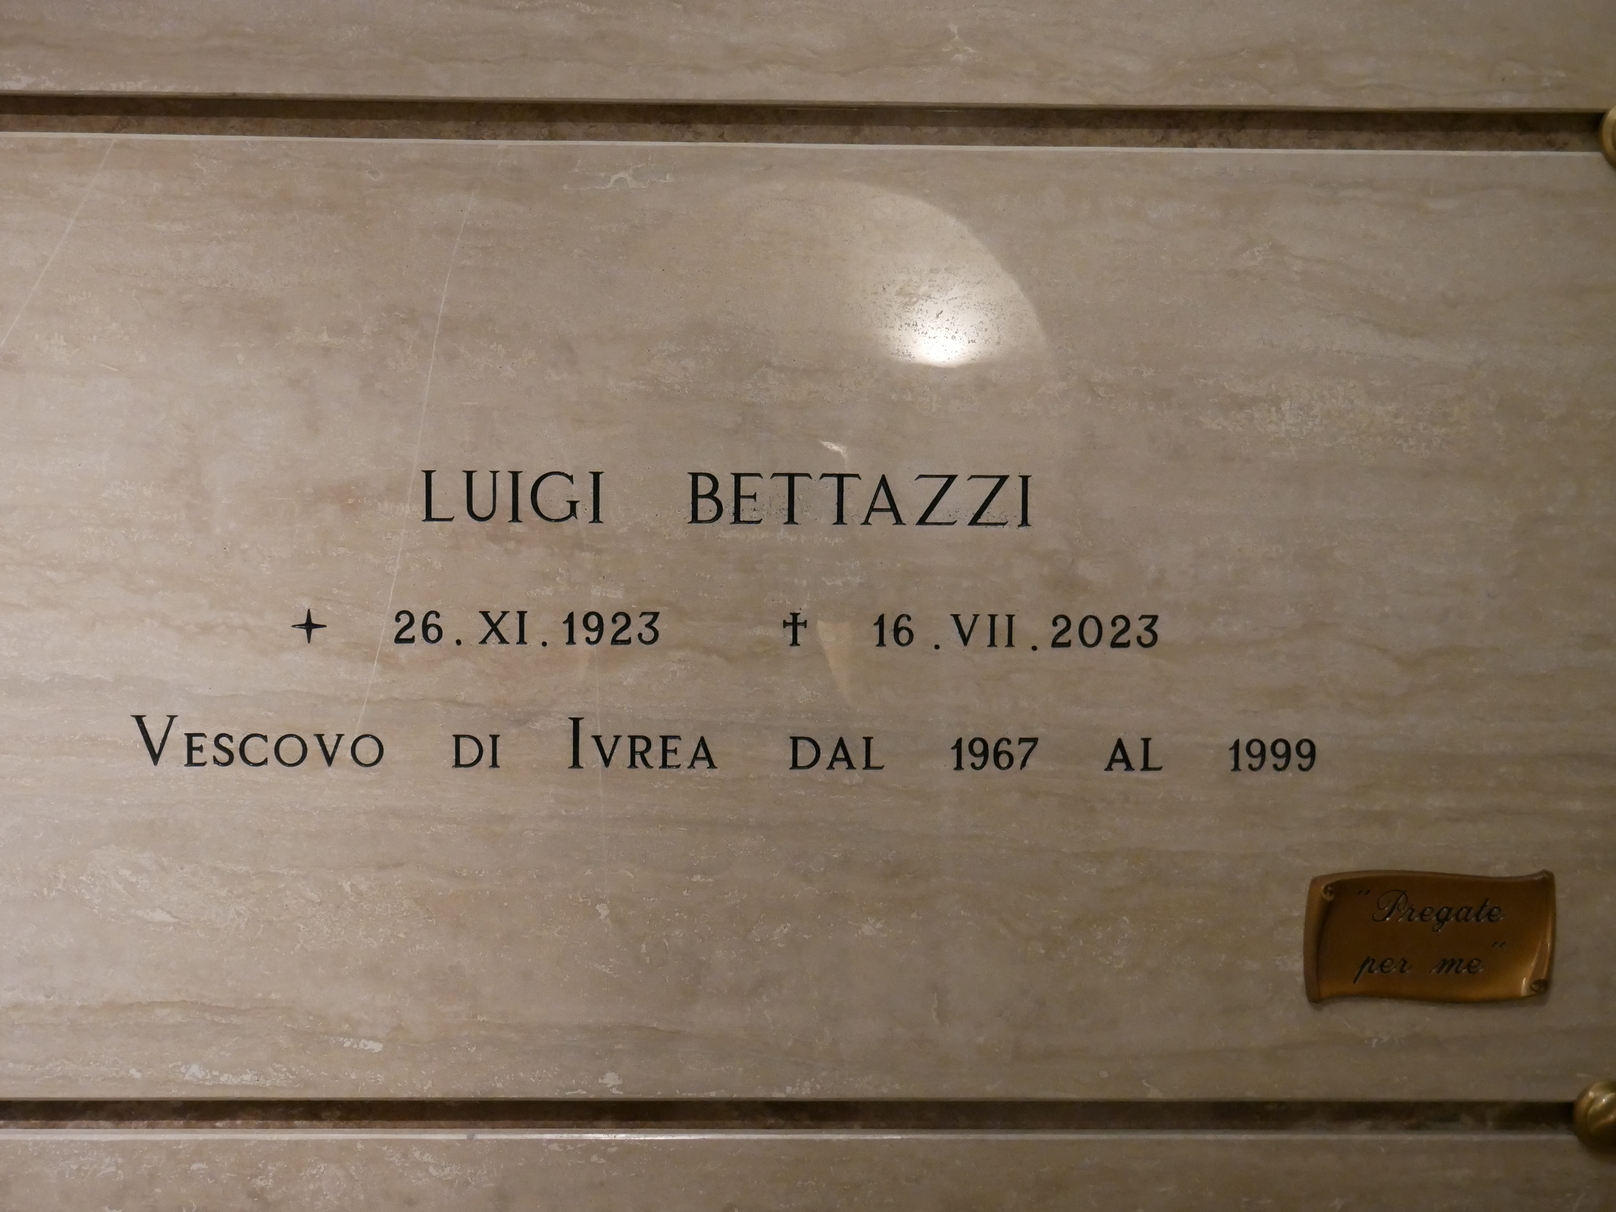 LUIGI BETTAZZI
✦ 26.XI.1923 ✝ 16.VII.2023
VESCOVO DI IVREA DAL 1967 AL 1999
"Pregate
per me"